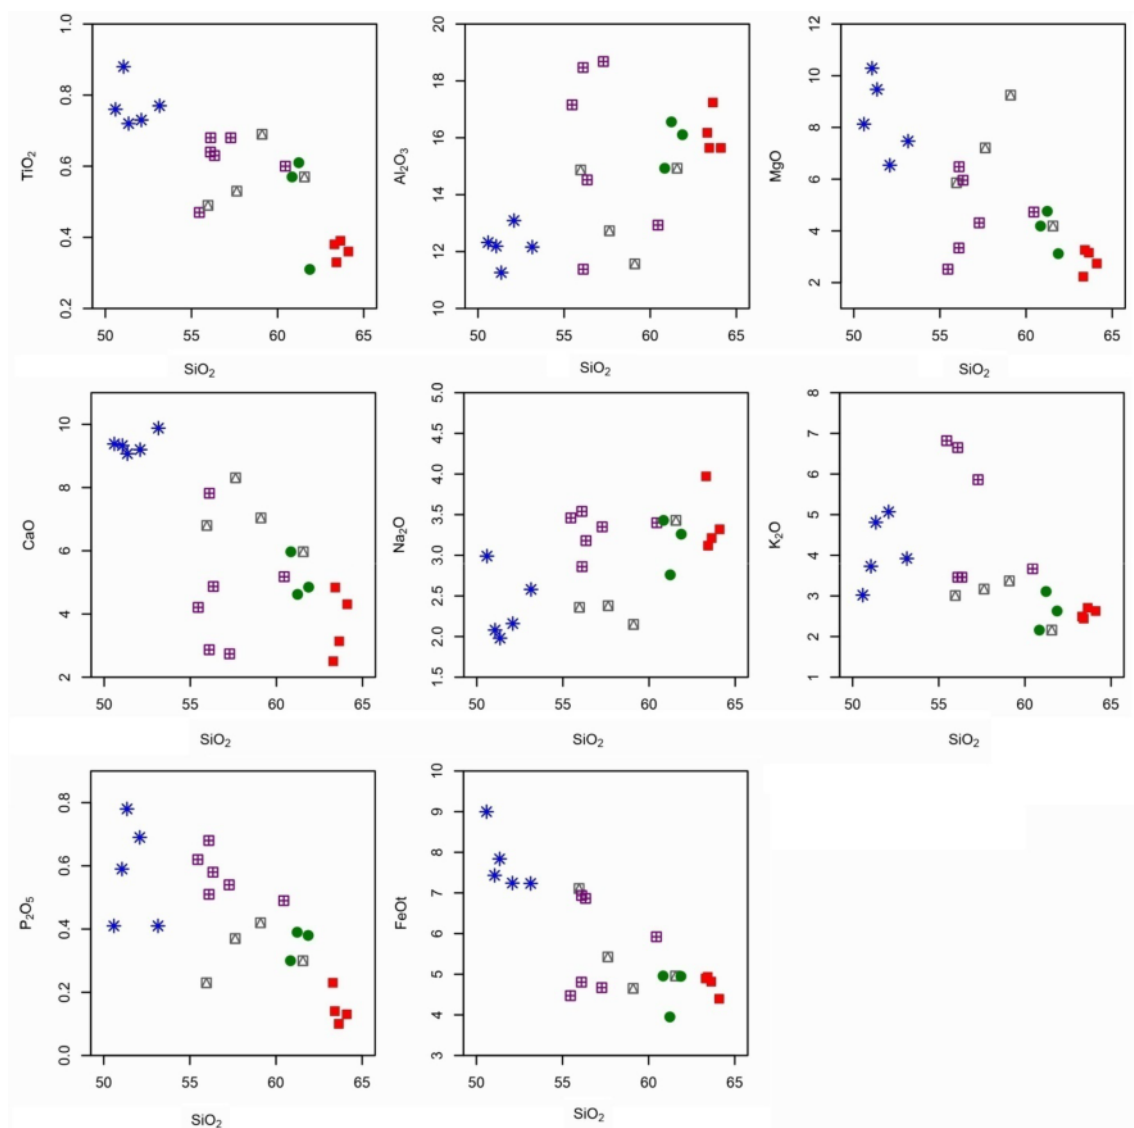 TiO₂
0.2 0.4 0.6 0.8 1.0
50 55 60 65
SiO₂
Al₂O₃
10 12 14 16 18 20
50 55 60 65
SiO₂
MgO
2 4 6 8 10 12
50 55 60 65
SiO₂
CaO
2 4 6 8 10
50 55 60 65
SiO₂
Na₂O
1.5 2.0 2.5 3.0 3.5 4.0 4.5 5.0
50 55 60 65
SiO₂
K₂O
1 2 3 4 5 6 7 8
50 55 60 65
SiO₂
P₂O₅
0.0 0.2 0.4 0.6 0.8
50 55 60 65
SiO₂
FeOt
3 4 5 6 7 8 9 10
50 55 60 65
SiO₂